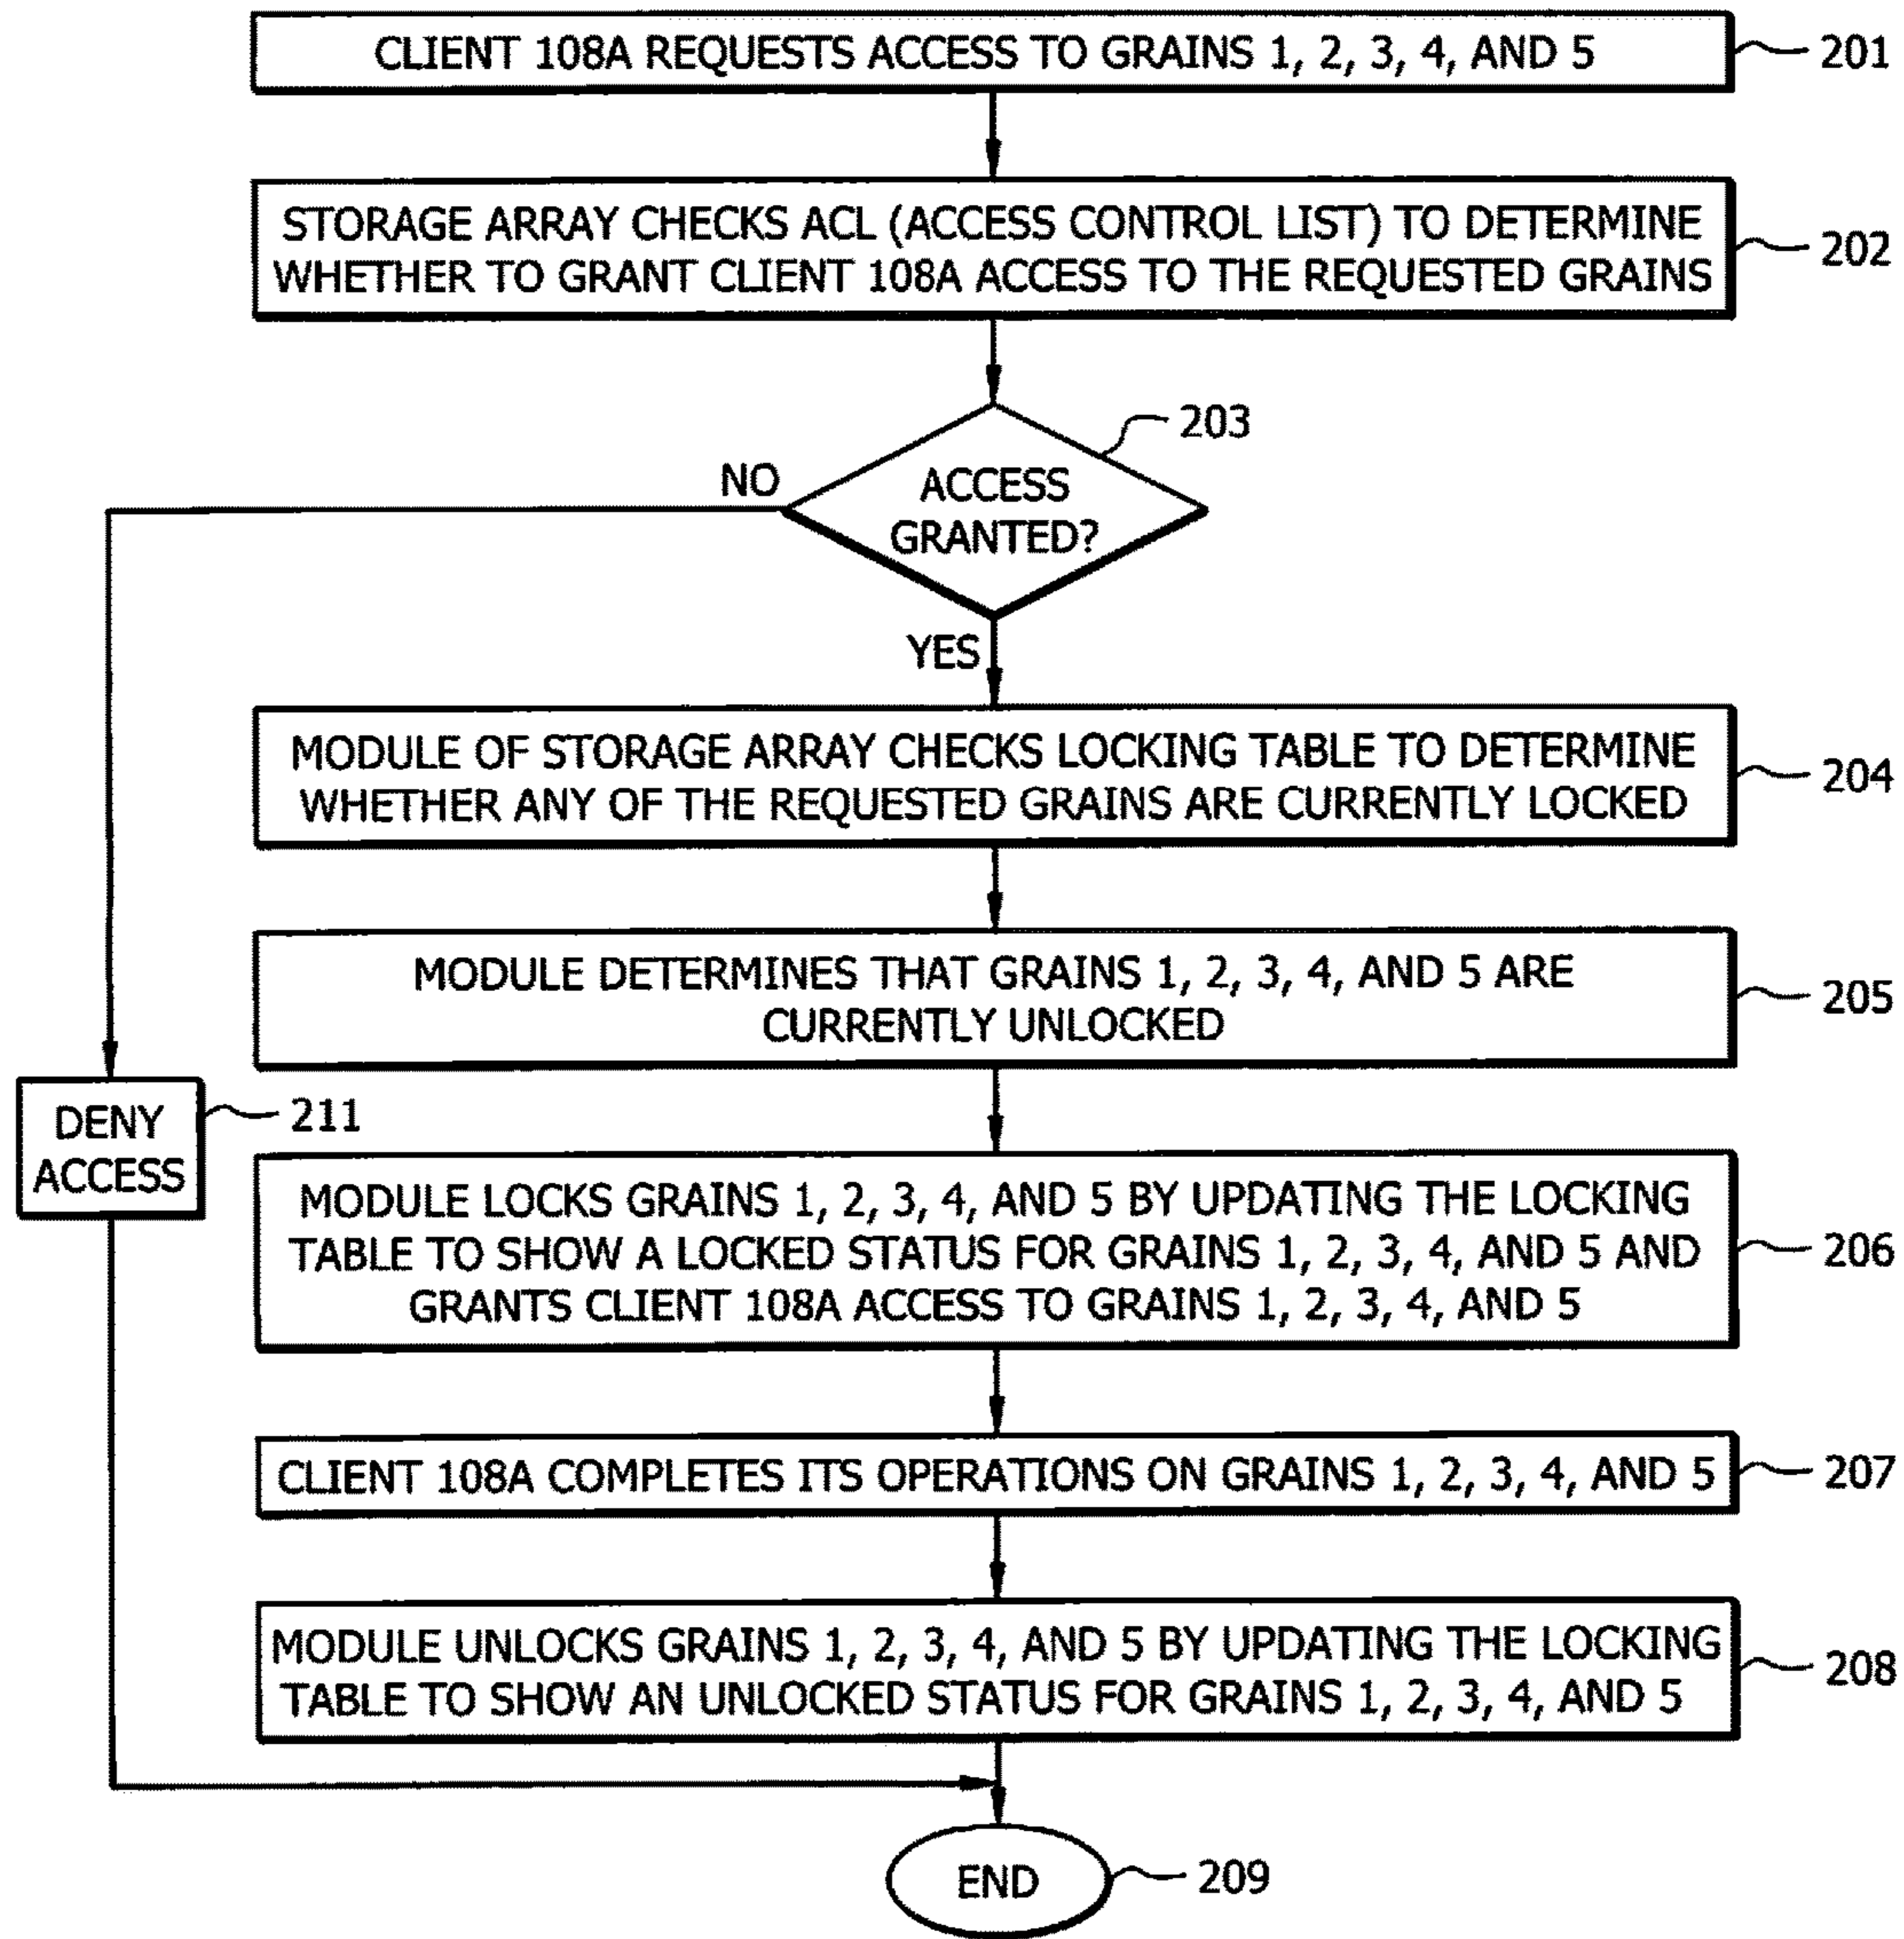 CLIENT 108A REQUESTS ACCESS TO GRAINS 1, 2, 3, 4, AND 5
201
STORAGE ARRAY CHECKS ACL (ACCESS CONTROL LIST) TO DETERMINE
WHETHER TO GRANT CLIENT 108A ACCESS TO THE REQUESTED GRAINS
202
203
ACCESS
GRANTED?
NO
YES
MODULE OF STORAGE ARRAY CHECKS LOCKING TABLE TO DETERMINE
WHETHER ANY OF THE REQUESTED GRAINS ARE CURRENTLY LOCKED
204
MODULE DETERMINES THAT GRAINS 1, 2, 3, 4, AND 5 ARE
CURRENTLY UNLOCKED
205
DENY
ACCESS
211
MODULE LOCKS GRAINS 1, 2, 3, 4, AND 5 BY UPDATING THE LOCKING
TABLE TO SHOW A LOCKED STATUS FOR GRAINS 1, 2, 3, 4, AND 5 AND
GRANTS CLIENT 108A ACCESS TO GRAINS 1, 2, 3, 4, AND 5
206
CLIENT 108A COMPLETES ITS OPERATIONS ON GRAINS 1, 2, 3, 4, AND 5
207
MODULE UNLOCKS GRAINS 1, 2, 3, 4, AND 5 BY UPDATING THE LOCKING
TABLE TO SHOW AN UNLOCKED STATUS FOR GRAINS 1, 2, 3, 4, AND 5
208
END
209